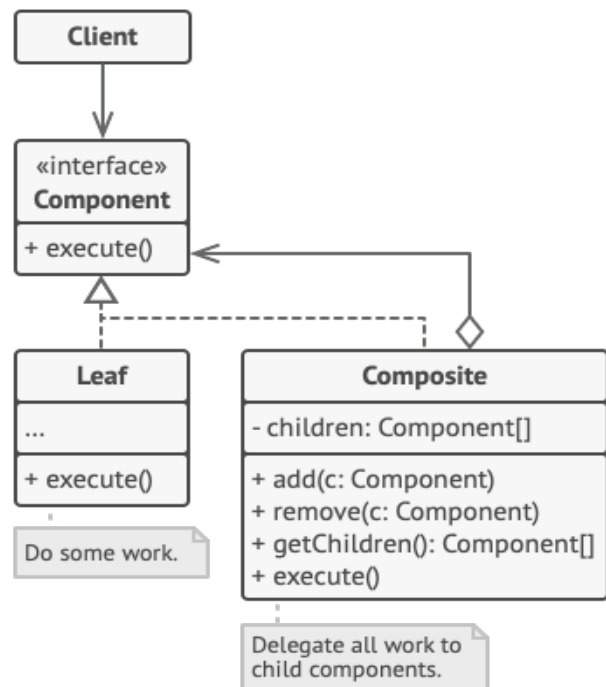 Client
«interface»
Component
+ execute()
Leaf
...
+ execute()
Do some work.
Composite
- children: Component[]
+ add(c: Component)
+ remove(c: Component)
+ getChildren(): Component[]
+ execute()
Delegate all work to
child components.